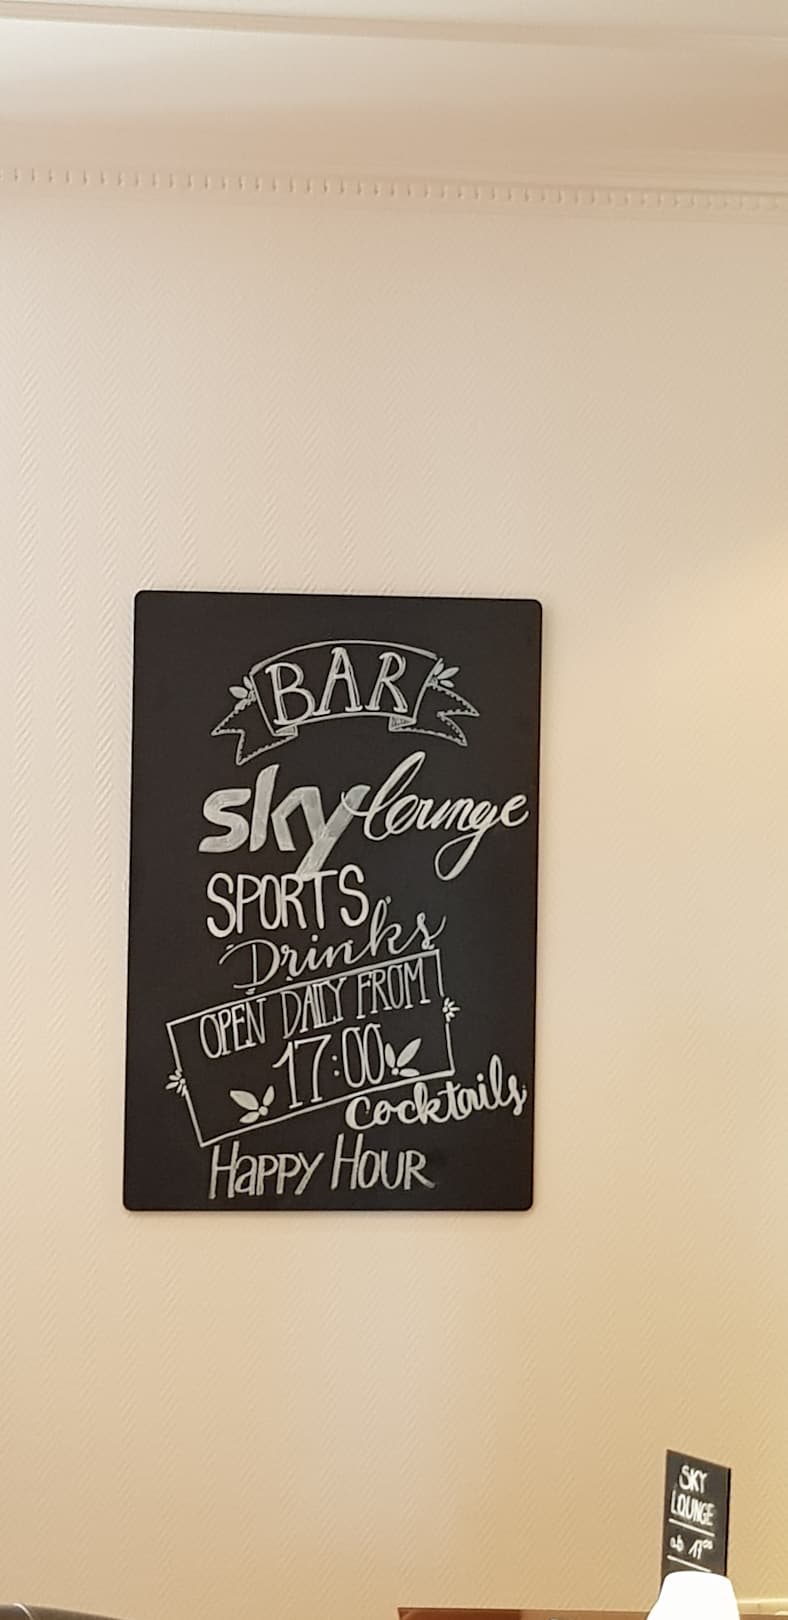 BAR
sky lounge
SPORTS
Drinks
OPEN DAILY FROM
17:00
Cocktails
HAPPY HOUR
SKY
LOUNGE
ab 17⁰⁰